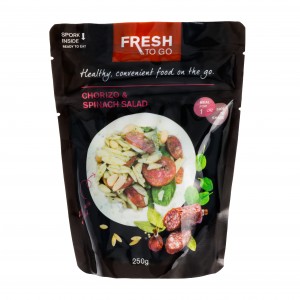 SPORK
INSIDE
READY TO EAT
FRESH
TO GO
Healthy, convenient food on the go.
CHORIZO &
SPINACH SALAD
250g